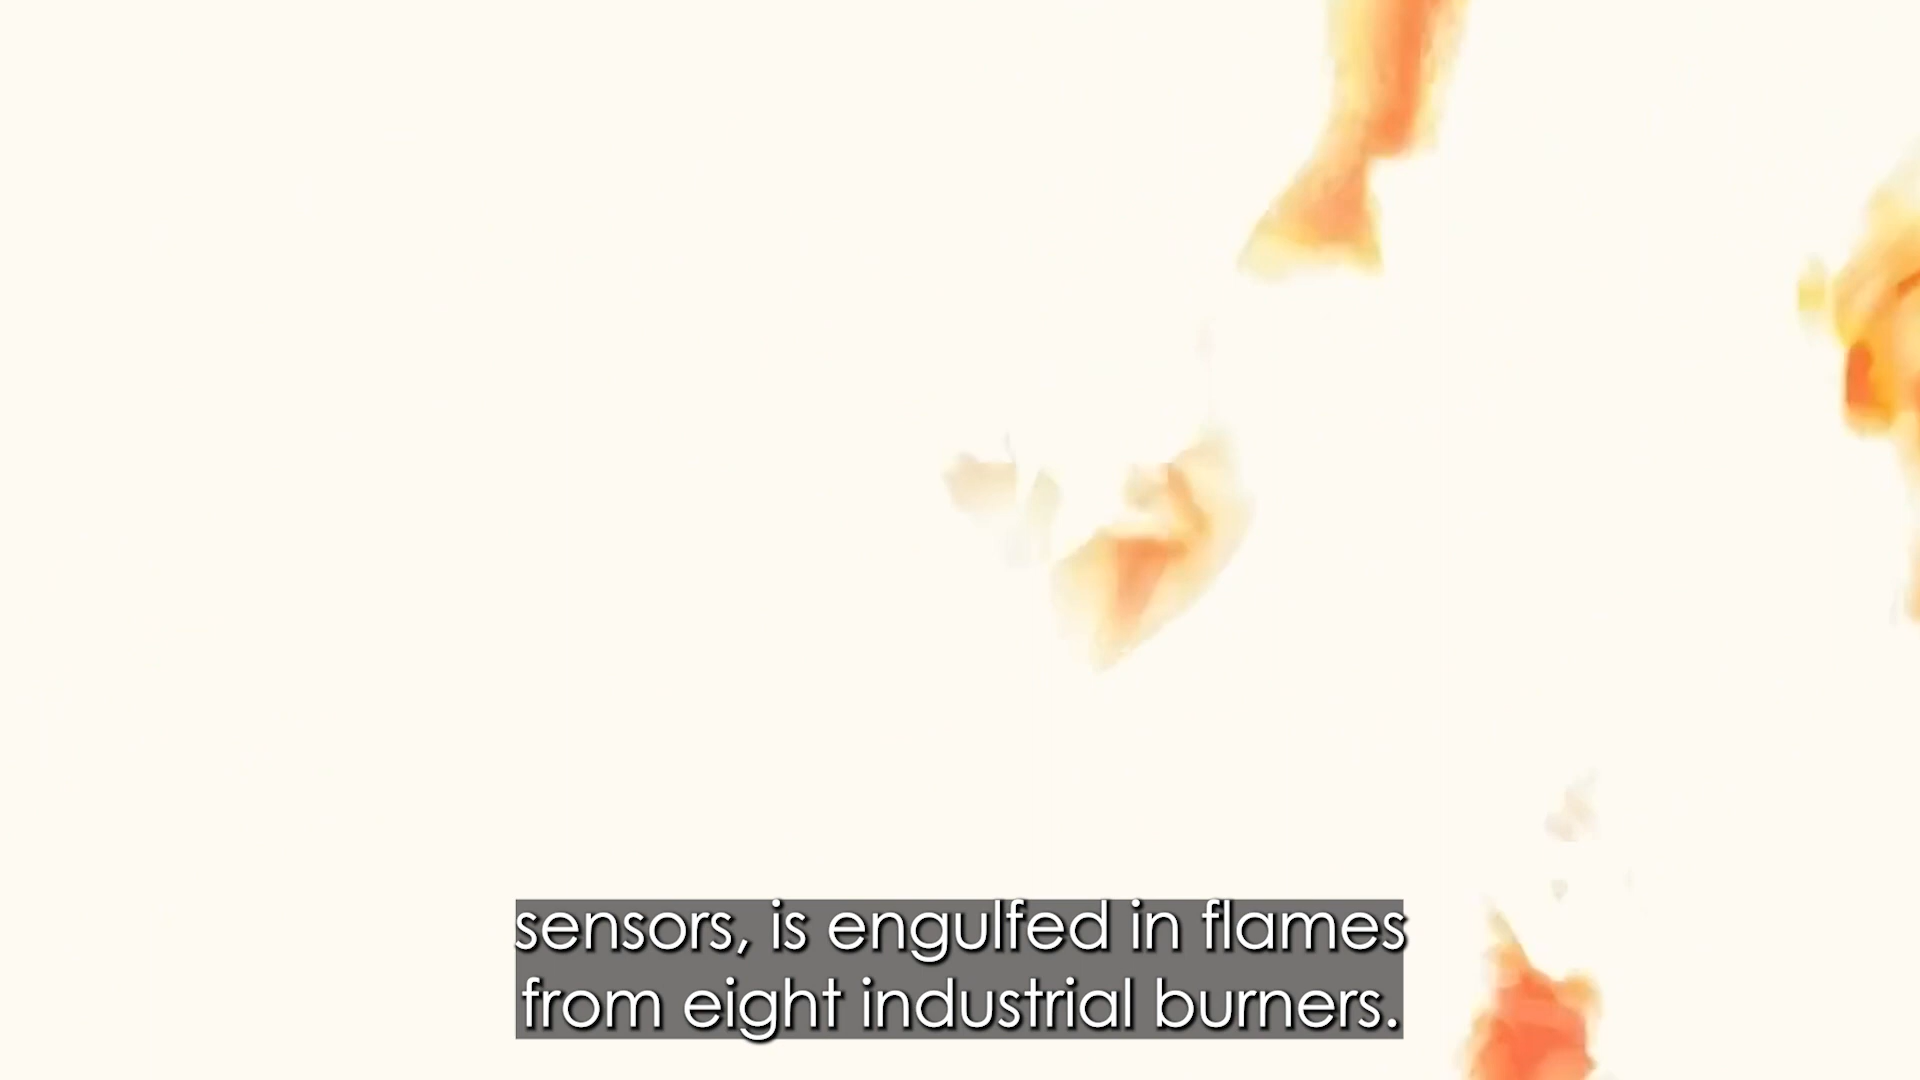 sensors, is engulfed in flames
from eight industrial burners.